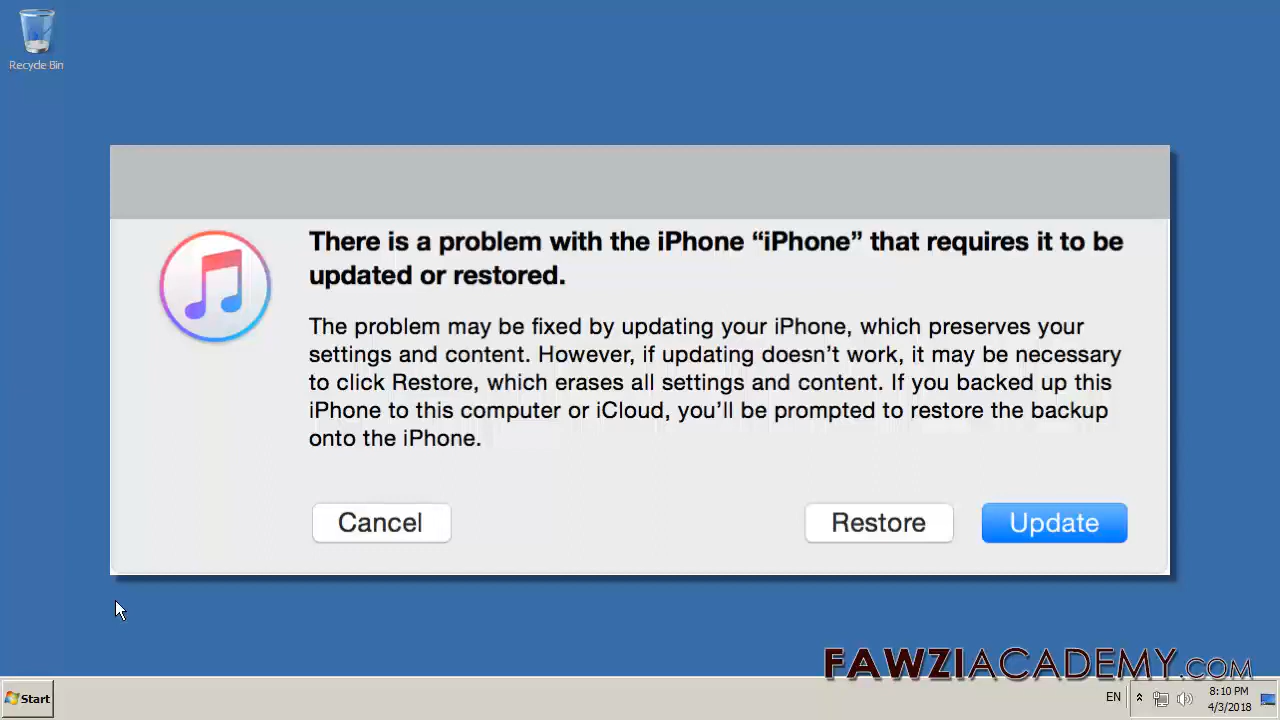 Recycle Bin
There is a problem with the iPhone “iPhone” that requires it to be
updated or restored.
The problem may be fixed by updating your iPhone, which preserves your
settings and content. However, if updating doesn’t work, it may be necessary
to click Restore, which erases all settings and content. If you backed up this
iPhone to this computer or iCloud, you’ll be prompted to restore the backup
onto the iPhone.
Cancel
Restore
Update
FAWZIACADEMY.COM
Start
EN
8:10 PM
4/3/2018